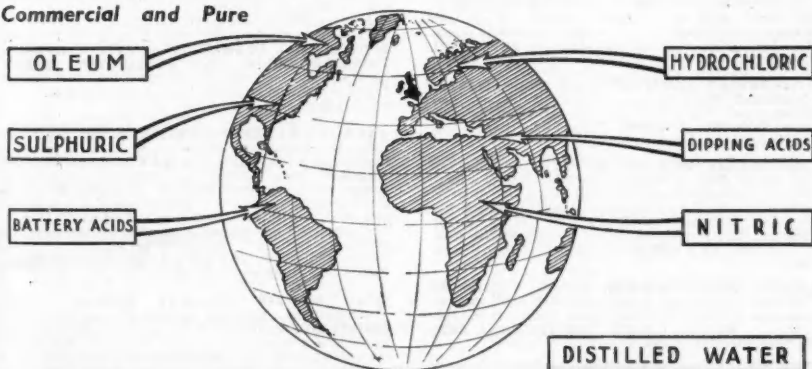 Commercial and Pure
OLEUM
HYDROCHLORIC
SULPHURIC
DIPPING ACIDS
BATTERY ACIDS
NITRIC
DISTILLED WATER